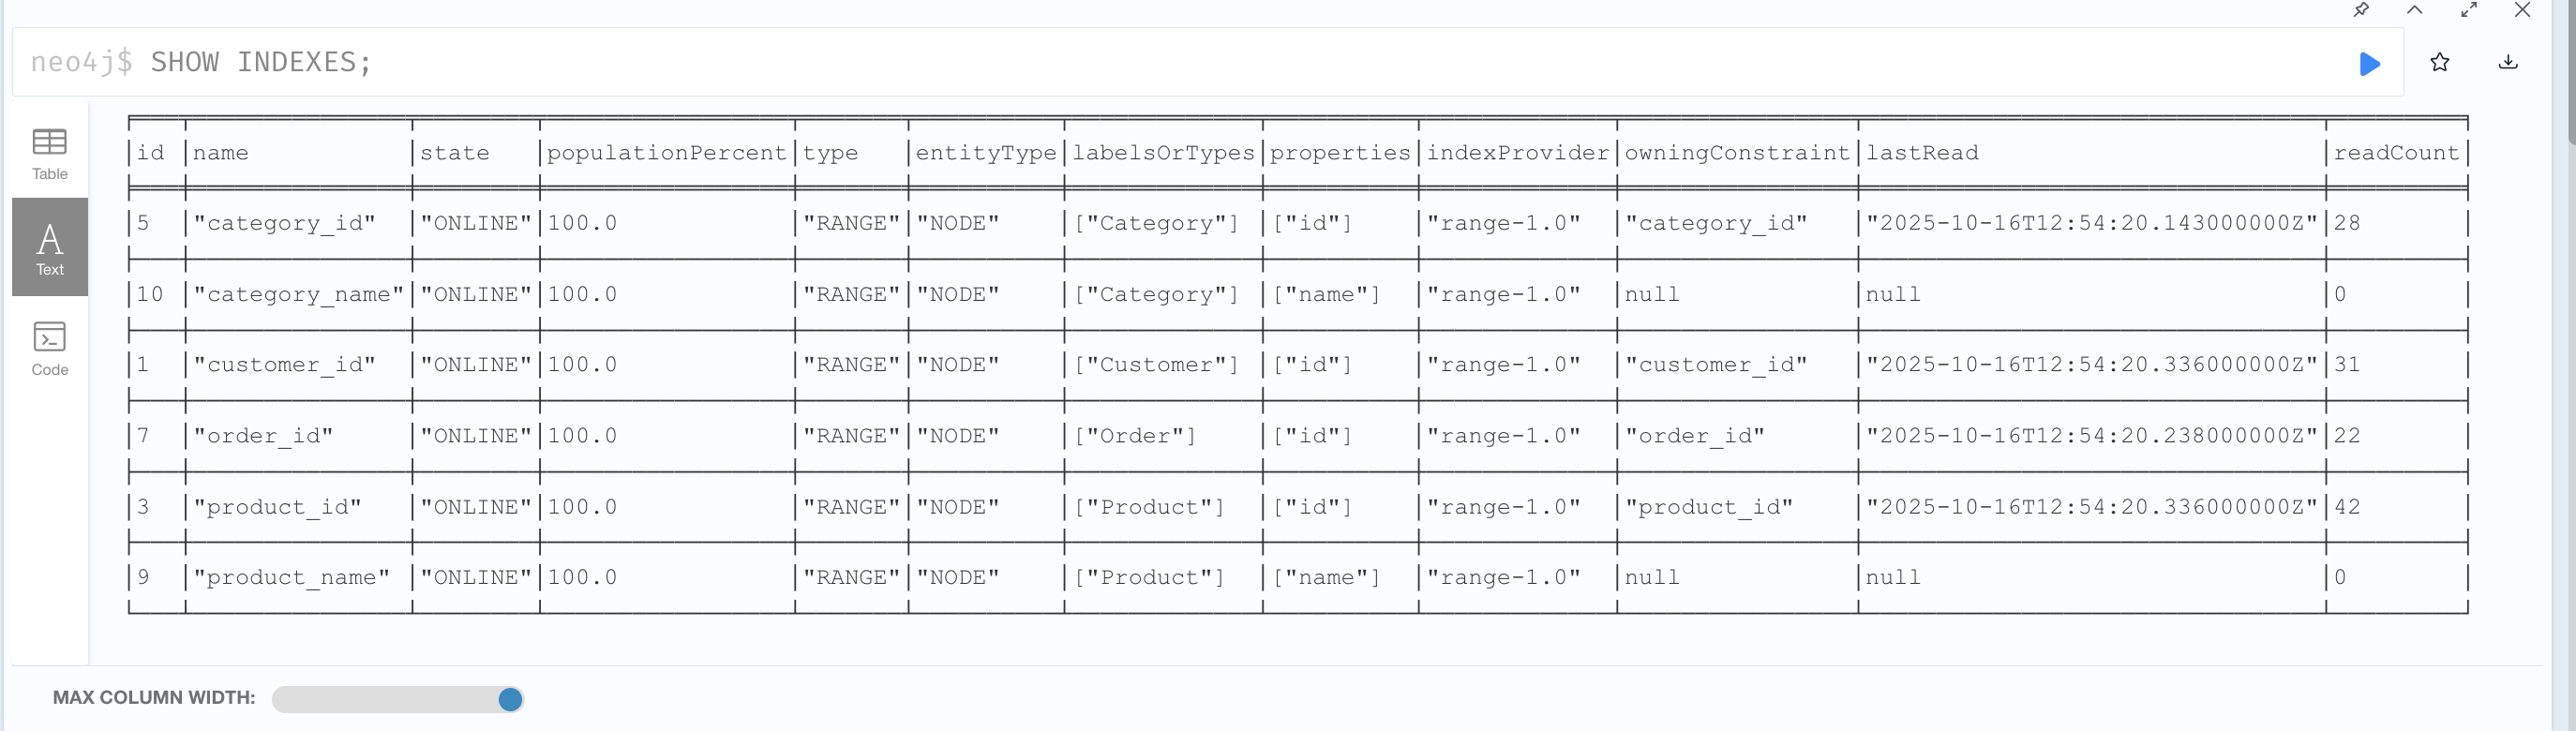 neo4j$ SHOW INDEXES;
Table
Text
Code
id name state populationPercent type entityType labelsOrTypes properties indexProvider owningConstraint lastRead readCount
5 "category_id" "ONLINE" 100.0 "RANGE" "NODE" ["Category"] ["id"] "range-1.0" "category_id" "2025-10-16T12:54:20.143000000Z" 28
10 "category_name" "ONLINE" 100.0 "RANGE" "NODE" ["Category"] ["name"] "range-1.0" null null 0
1 "customer_id" "ONLINE" 100.0 "RANGE" "NODE" ["Customer"] ["id"] "range-1.0" "customer_id" "2025-10-16T12:54:20.336000000Z" 31
7 "order_id" "ONLINE" 100.0 "RANGE" "NODE" ["Order"] ["id"] "range-1.0" "order_id" "2025-10-16T12:54:20.238000000Z" 22
3 "product_id" "ONLINE" 100.0 "RANGE" "NODE" ["Product"] ["id"] "range-1.0" "product_id" "2025-10-16T12:54:20.336000000Z" 42
9 "product_name" "ONLINE" 100.0 "RANGE" "NODE" ["Product"] ["name"] "range-1.0" null null 0
MAX COLUMN WIDTH: